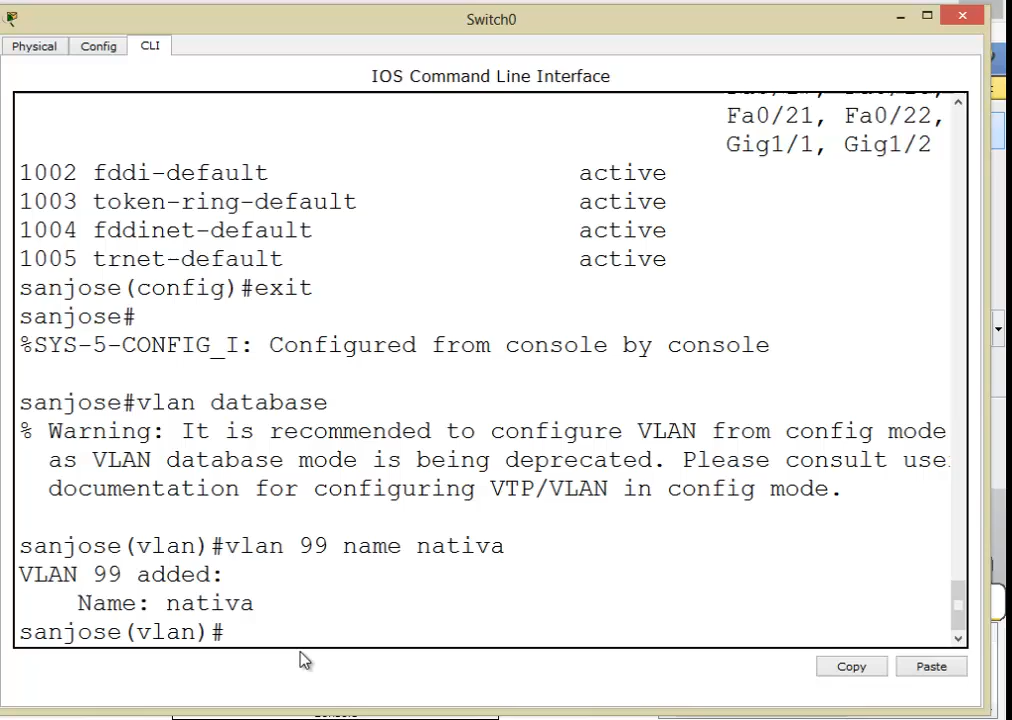 Switch0
Physical Config CLI
IOS Command Line Interface
Fa0/21, Fa0/22,
Gig1/1, Gig1/2
1002 fddi-default active
1003 token-ring-default active
1004 fddinet-default active
1005 trnet-default active
sanjose(config)#exit
sanjose#
%SYS-5-CONFIG_I: Configured from console by console
sanjose#vlan database
% Warning: It is recommended to configure VLAN from config mode
as VLAN database mode is being deprecated. Please consult use
documentation for configuring VTP/VLAN in config mode.
sanjose(vlan)#vlan 99 name nativa
VLAN 99 added:
Name: nativa
sanjose(vlan)#
Copy Paste